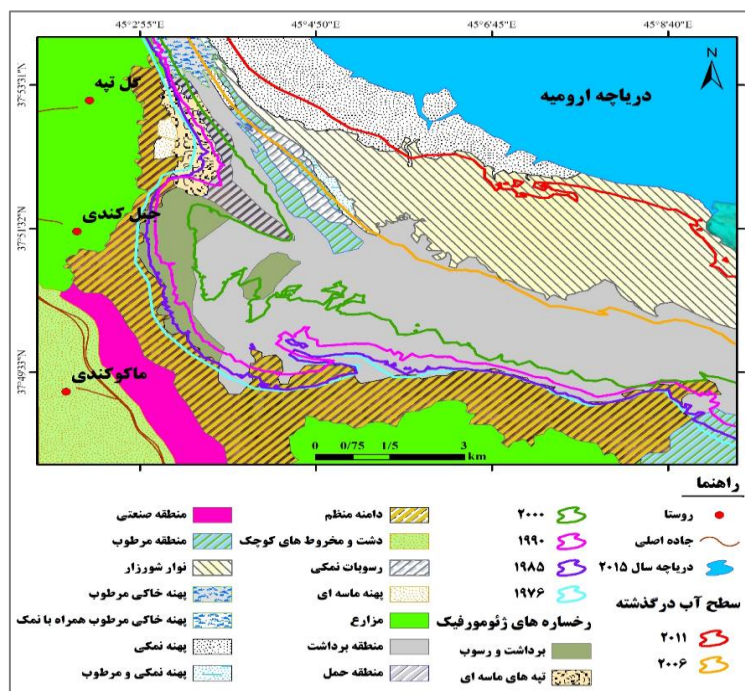 45°2'55"E 45°4'50"E 45°6'45"E 45°8'40"E
37°53'31"N
37°51'32"N
37°49'33"N
N
دریاچه ارومیه
گل تپه
جبل کندی
ماکوکندی
0 0/75 1/5 3
km
راهنما
روستا
جاده اصلی
دریاچه سال ۲۰۱۵
سطح آب در گذشته
۲۰۱۱
۲۰۰۶
۲۰۰۰
۱۹۹۰
۱۹۸۵
۱۹۷۶
رخساره های ژئومورفیک
برداشت و رسوب
تپه های ماسه ای
دامنه منظم
دشت و مخروط های کوچک
رسوبات نمکی
پهنه ماسه ای
مزارع
منطقه برداشت
منطقه حمل
منطقه صنعتی
منطقه مرطوب
نوار شورزار
پهنه خاکی مرطوب
پهنه خاکی مرطوب همراه با نمک
پهنه نمکی
پهنه نمکی و مرطوب